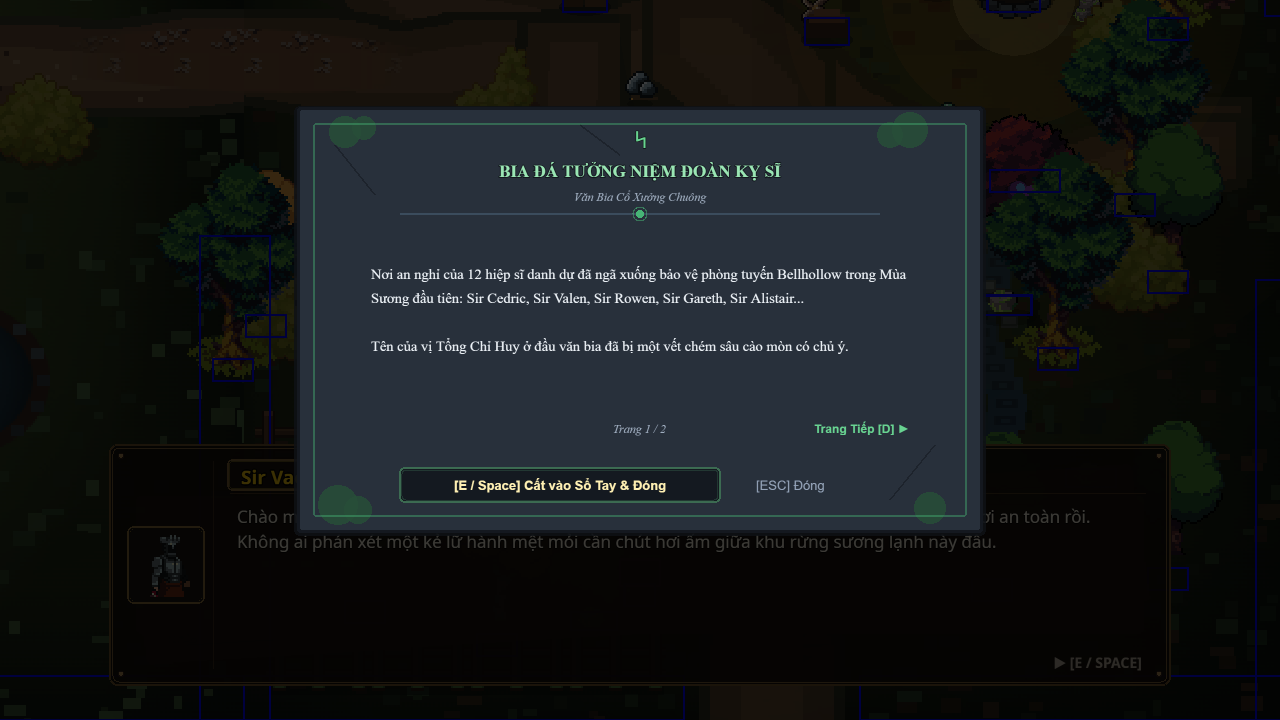 BIA ĐÁ TƯỞNG NIỆM ĐOÀN KỴ SĨ
Văn Bia Cổ Xưởng Chuông
Nơi an nghỉ của 12 hiệp sĩ danh dự đã ngã xuống bảo vệ phòng tuyến Bellhollow trong Mùa
Sương đầu tiên: Sir Cedric, Sir Valen, Sir Rowen, Sir Gareth, Sir Alistair...
Tên của vị Tổng Chỉ Huy ở đầu văn bia đã bị một vết chém sâu cào mòn có chủ ý.
Trang 1 / 2
Trang Tiếp [D] ▶
[E / Space] Cất vào Sổ Tay & Đóng
[ESC] Đóng
Sir
Chào an toàn rồi.
Không ai phán xét một kẻ lữ hành mệt mỏi cần chút hơi ấm giữa khu rừng sương lạnh này đâu.
▶ [E / SPACE]